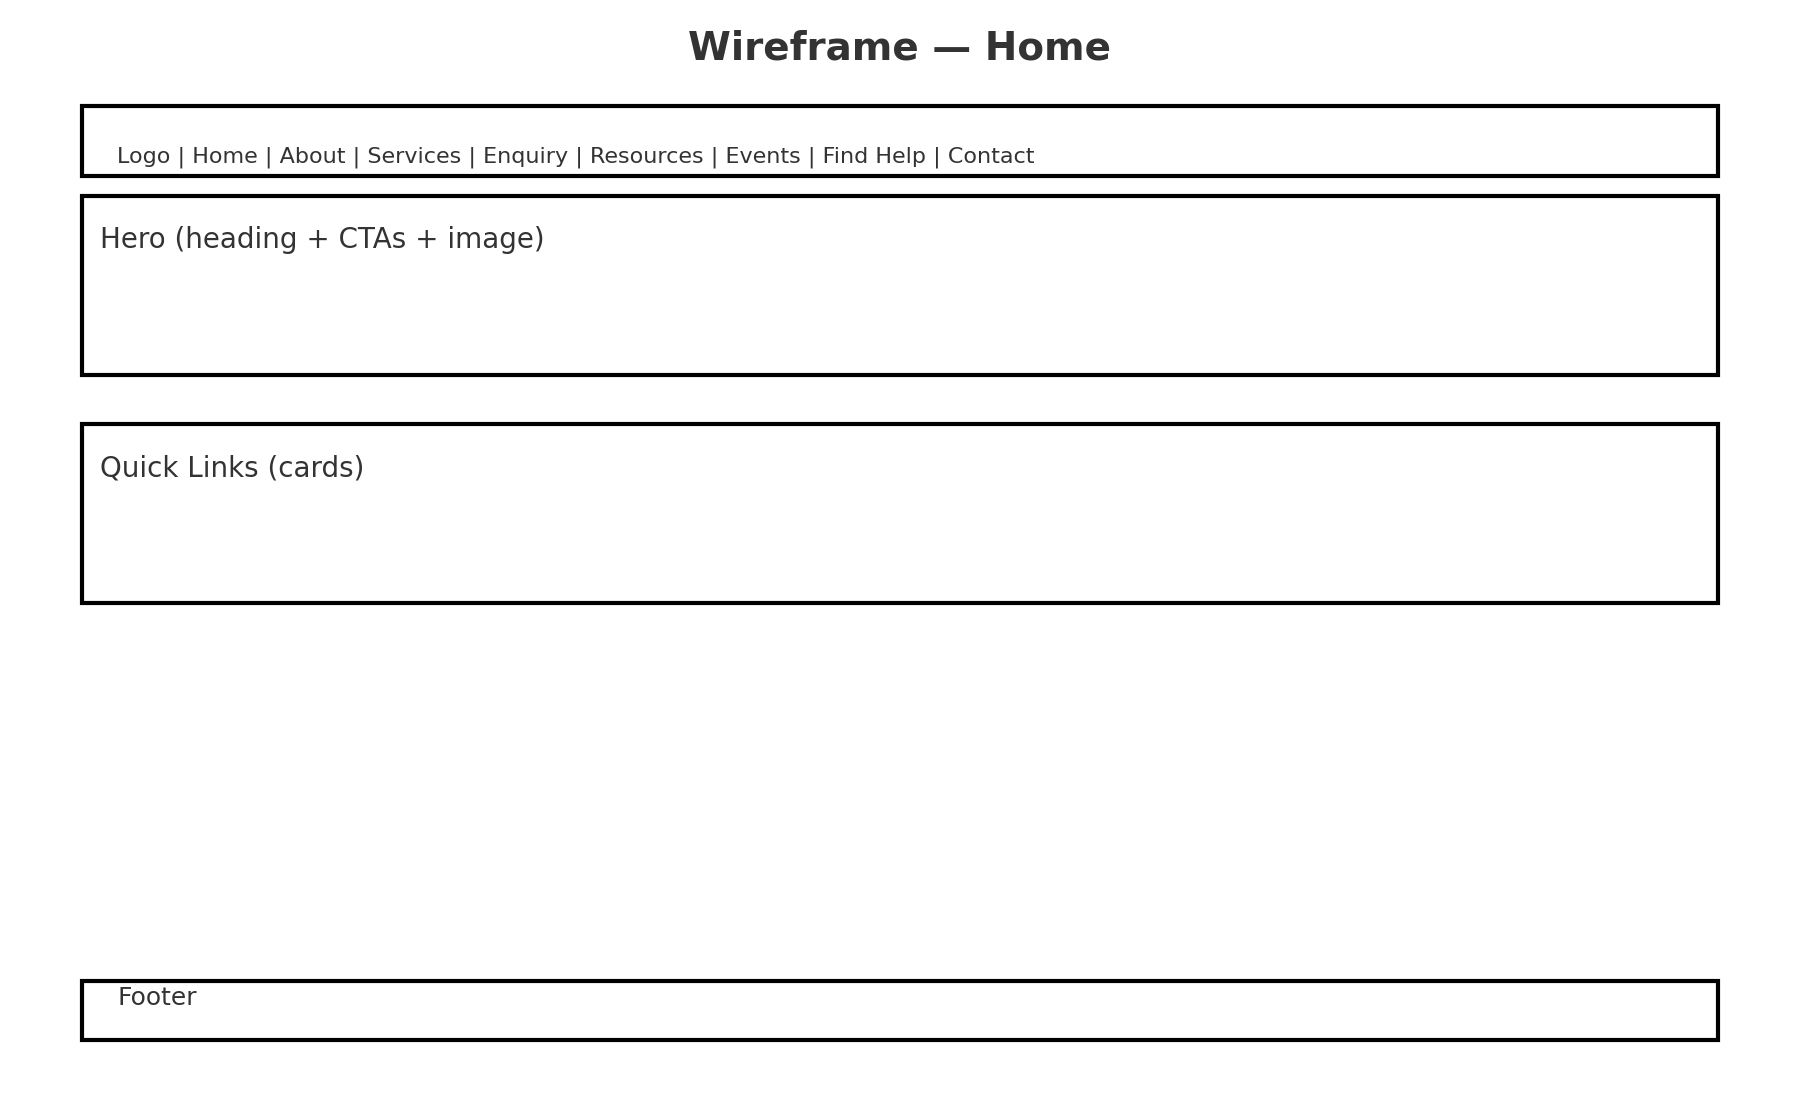 Wireframe — Home
Logo | Home | About | Services | Enquiry | Resources | Events | Find Help | Contact
Hero (heading + CTAs + image)
Quick Links (cards)
Footer